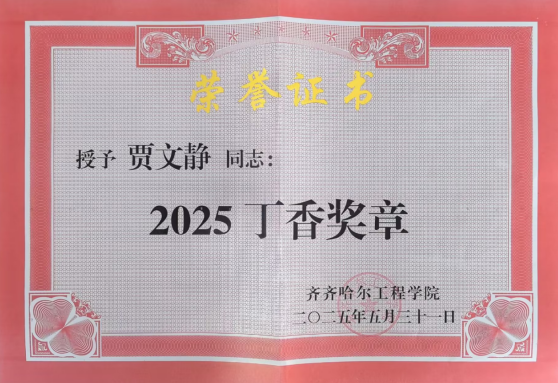 荣誉证书
授予 贾文静 同志：
2025 丁香奖章
齐齐哈尔工程学院
二〇二五年五月三十一日